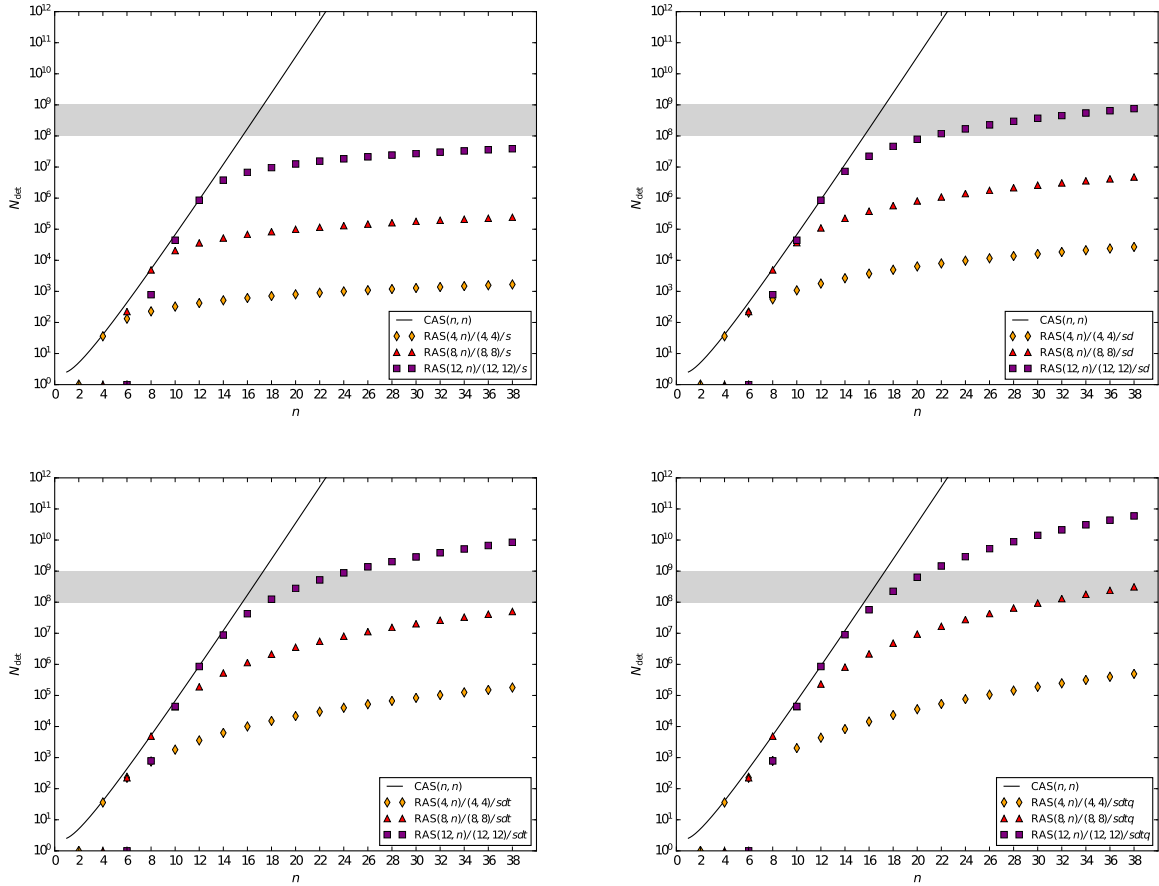 10^12
10^11
10^10
10^9
10^8
10^7
10^6
10^5
10^4
10^3
10^2
10^1
10^0
N_det
CAS(n, n)
RAS(4, n)/(4, 4)/s
RAS(8, n)/(8, 8)/s
RAS(12, n)/(12, 12)/s
0 2 4 6 8 10 12 14 16 18 20 22 24 26 28 30 32 34 36 38
n
10^12
10^11
10^10
10^9
10^8
10^7
10^6
10^5
10^4
10^3
10^2
10^1
10^0
N_det
CAS(n, n)
RAS(4, n)/(4, 4)/sd
RAS(8, n)/(8, 8)/sd
RAS(12, n)/(12, 12)/sd
0 2 4 6 8 10 12 14 16 18 20 22 24 26 28 30 32 34 36 38
n
10^12
10^11
10^10
10^9
10^8
10^7
10^6
10^5
10^4
10^3
10^2
10^1
10^0
N_det
CAS(n, n)
RAS(4, n)/(4, 4)/sdt
RAS(8, n)/(8, 8)/sdt
RAS(12, n)/(12, 12)/sdt
0 2 4 6 8 10 12 14 16 18 20 22 24 26 28 30 32 34 36 38
n
10^12
10^11
10^10
10^9
10^8
10^7
10^6
10^5
10^4
10^3
10^2
10^1
10^0
N_det
CAS(n, n)
RAS(4, n)/(4, 4)/sdtq
RAS(8, n)/(8, 8)/sdtq
RAS(12, n)/(12, 12)/sdtq
0 2 4 6 8 10 12 14 16 18 20 22 24 26 28 30 32 34 36 38
n